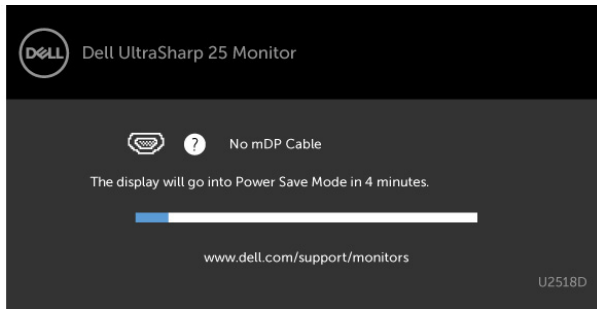 DELL
Dell UltraSharp 25 Monitor
? No mDP Cable
The display will go into Power Save Mode in 4 minutes.
www.dell.com/support/monitors
U2518D